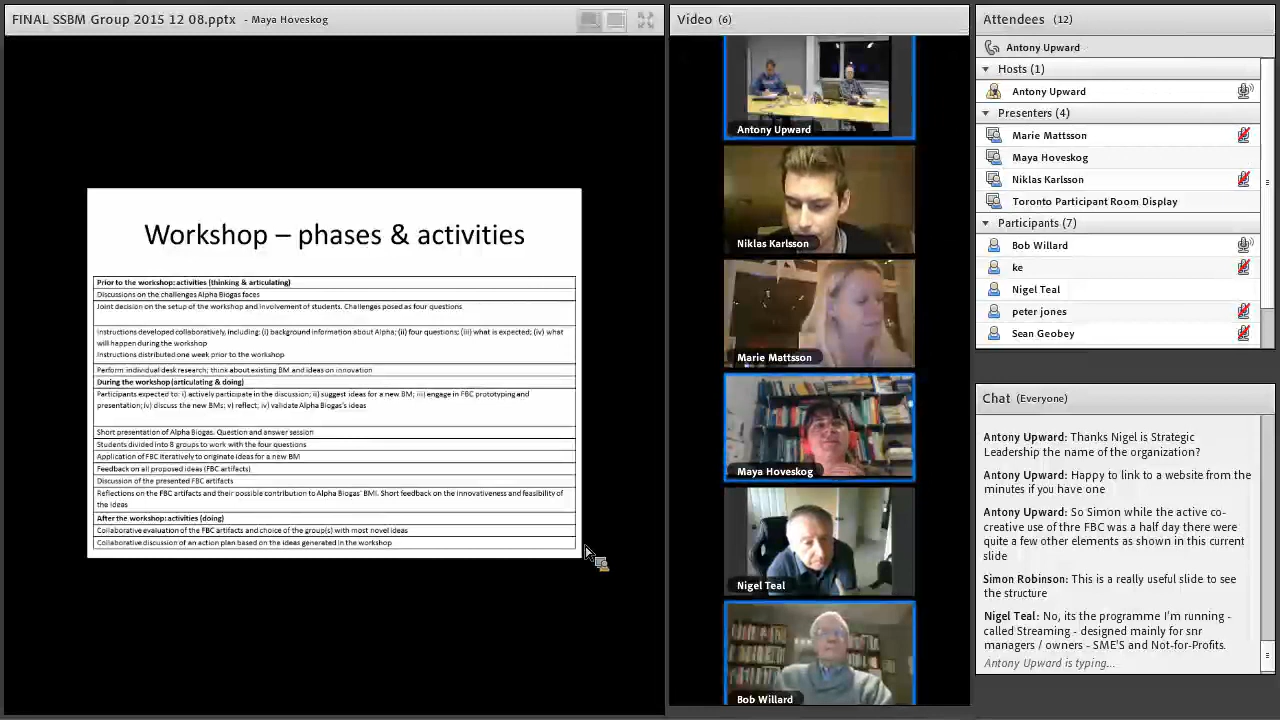 FINAL SSBM Group 2015 12 08.pptx - Maya Hoveskog
Workshop – phases & activities
Prior to the workshop: activities (thinking & articulating)
Discussions on the challenges Alpha Biogas faces
Joint decision on the setup of the workshop and involvement of students. Challenges posed as four questions
Instructions developed collaboratively, including: (i) background information about Alpha; (ii) four questions; (iii) what is expected; (iv) what
will happen during the workshop
Instructions distributed one week prior to the workshop
Perform individual desk research; think about existing BM and ideas on innovation
During the workshop (articulating & doing)
Participants expected to: i) actively participate in the discussion; ii) suggest ideas for a new BM; iii) engage in FBC prototyping and
presentation; iv) discuss the new BMs; v) reflect; iv) validate Alpha Biogas's ideas
Short presentation of Alpha Biogas. Question and answer session
Students divided into 8 groups to work with the four questions
Application of FBC iteratively to originate ideas for a new BM
Feedback on all proposed ideas (FBC artifacts)
Discussion of the presented FBC artifacts
Reflections on the FBC artifacts and their possible contribution to Alpha Biogas' BMI. Short feedback on the innovativeness and feasibility of
the ideas
After the workshop: activities (doing)
Collaborative evaluation of the FBC artifacts and choice of the group(s) with most novel ideas
Collaborative discussion of an action plan based on the ideas generated in the workshop
Video (6)
Antony Upward
Niklas Karlsson
Marie Mattsson
Maya Hoveskog
Nigel Teal
Bob Willard
Attendees (12)
Antony Upward
Hosts (1)
Antony Upward
Presenters (4)
Marie Mattsson
Maya Hoveskog
Niklas Karlsson
Toronto Participant Room Display
Participants (7)
Bob Willard
ke
Nigel Teal
peter jones
Sean Geobey
Chat (Everyone)
Antony Upward: Thanks Nigel is Strategic
Leadership the name of the organization?
Antony Upward: Happy to link to a website from the
minutes if you have one
Antony Upward: So Simon while the active co-
creative use of thre FBC was a half day there were
quite a few other elements as shown in this current
slide
Simon Robinson: This is a really useful slide to see
the structure
Nigel Teal: No, its the programme I'm running -
called Streaming - designed mainly for snr
managers / owners - SME'S and Not-for-Profits.
Antony Upward is typing...